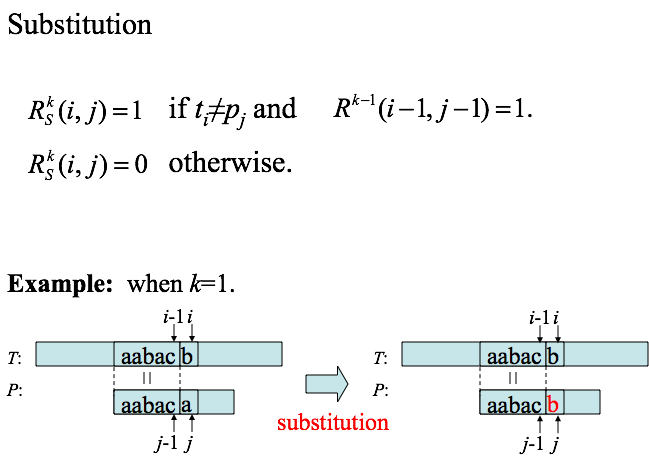 Substitution
R_S^k(i, j) = 1 if t_i ≠ p_j and R^{k−1}(i−1, j−1) = 1.
R_S^k(i, j) = 0 otherwise.
Example: when k=1.
i-1 i i-1 i
T: aabac b T: aabac b
P: = P: =
aabac a aabac b
substitution
j-1 j j-1 j